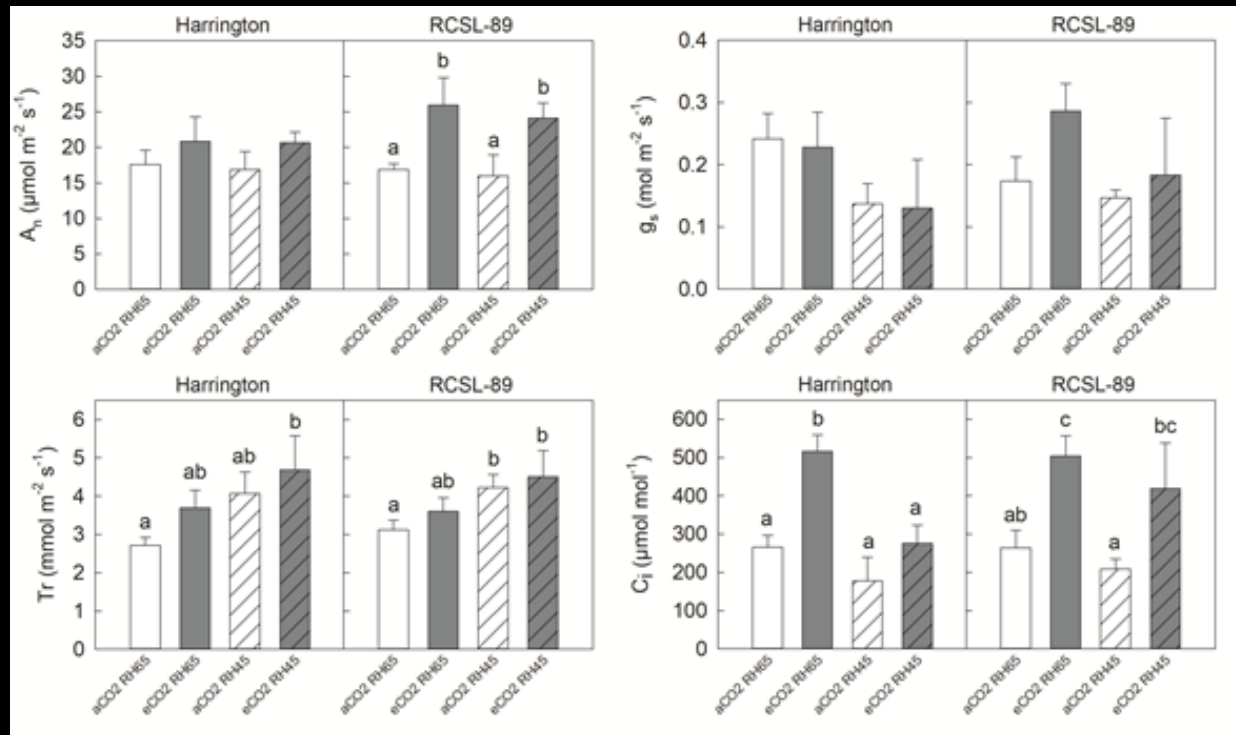 Harrington RCSL-89
35
30
25
20
15
10
5
0
Aₙ (µmol m⁻² s⁻¹)
a b a b
aCO2 RH65 eCO2 RH65 aCO2 RH45 eCO2 RH45 aCO2 RH65 eCO2 RH65 aCO2 RH45 eCO2 RH45
Harrington RCSL-89
0.4
0.3
0.2
0.1
0.0
gₛ (mol m⁻² s⁻¹)
aCO2 RH65 eCO2 RH65 aCO2 RH45 eCO2 RH45 aCO2 RH65 eCO2 RH65 aCO2 RH45 eCO2 RH45
Harrington RCSL-89
6
5
4
3
2
1
0
Tr (mmol m⁻² s⁻¹)
a ab ab b a ab b b
aCO2 RH65 eCO2 RH65 aCO2 RH45 eCO2 RH45 aCO2 RH65 eCO2 RH65 aCO2 RH45 eCO2 RH45
Harrington RCSL-89
600
500
400
300
200
100
0
Ci (µmol mol⁻¹)
a b a a ab c a bc
aCO2 RH65 eCO2 RH65 aCO2 RH45 eCO2 RH45 aCO2 RH65 eCO2 RH65 aCO2 RH45 eCO2 RH45